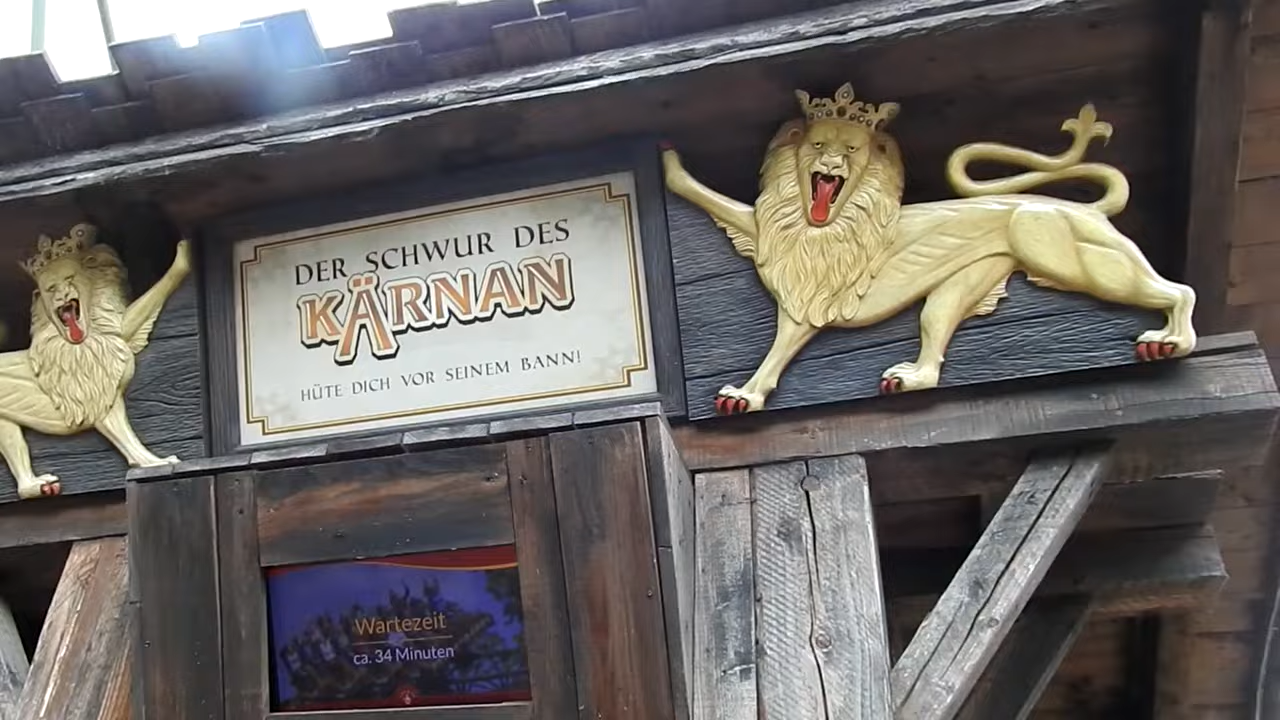 DER SCHWUR DES
KÄRNAN
HÜTE DICH VOR SEINEM BANN!
Wartezeit
ca. 34 Minuten